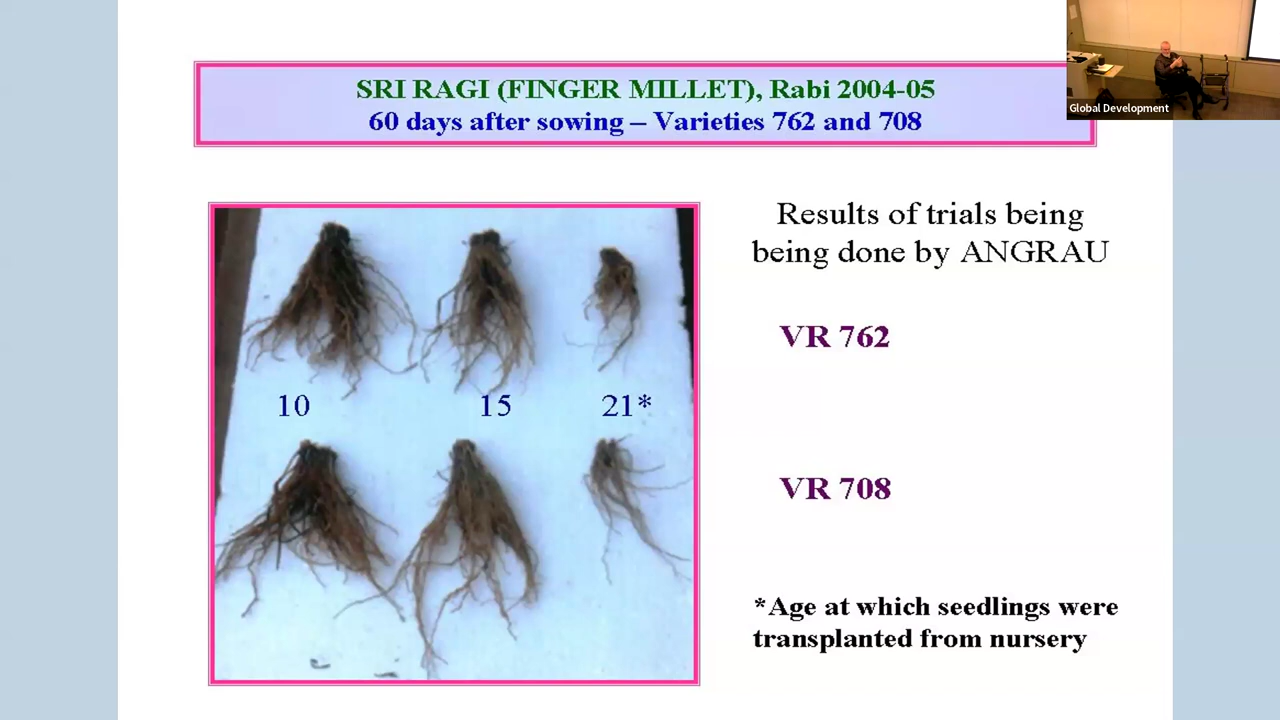 SRI RAGI (FINGER MILLET), Rabi 2004-05
60 days after sowing – Varieties 762 and 708
Global Development
Results of trials being
being done by ANGRAU
VR 762
10 15 21*
VR 708
*Age at which seedlings were
transplanted from nursery